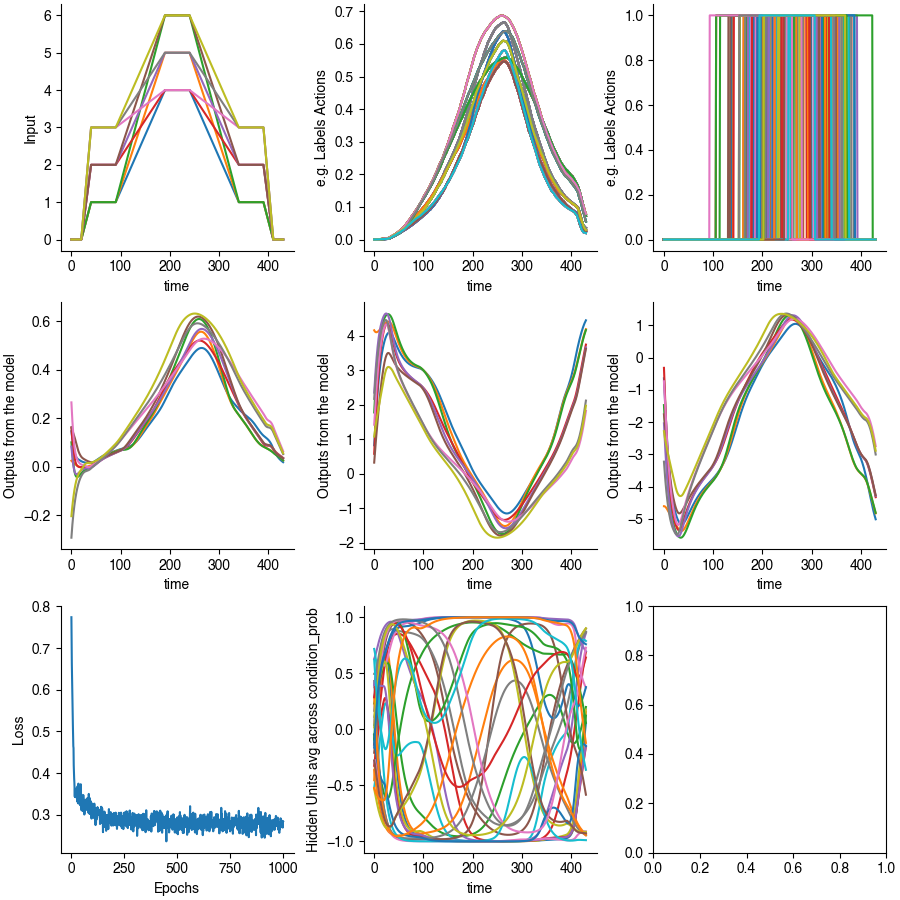 6
5
4
3
2
1
0
Input
0 100 200 300 400
time
0.7
0.6
0.5
0.4
0.3
0.2
0.1
0.0
e.g. Labels Actions
0 100 200 300 400
time
1.0
0.8
0.6
0.4
0.2
0.0
e.g. Labels Actions
0 100 200 300 400
time
0.6
0.4
0.2
0.0
−0.2
Outputs from the model
0 100 200 300 400
time
4
3
2
1
0
−1
−2
Outputs from the model
0 100 200 300 400
time
1
0
−1
−2
−3
−4
−5
Outputs from the model
0 100 200 300 400
time
0.8
0.7
0.6
0.5
0.4
0.3
Loss
0 250 500 750 1000
Epochs
1.0
0.5
0.0
−0.5
−1.0
Hidden Units avg across condition_prob
0 100 200 300 400
time
1.0
0.8
0.6
0.4
0.2
0.0
0.0 0.2 0.4 0.6 0.8 1.0